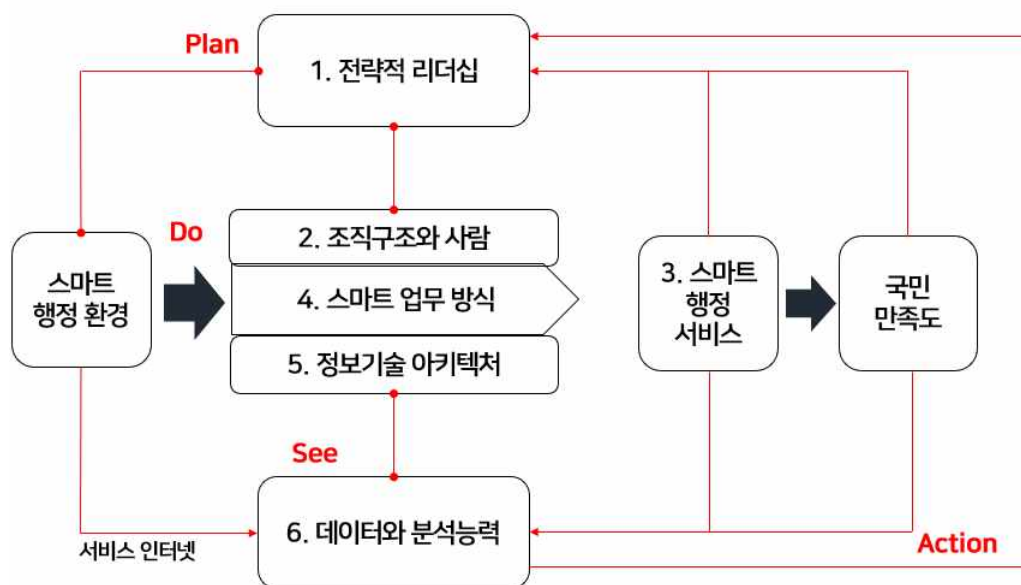 Plan
1. 전략적 리더십
Do
2. 조직구조와 사람
스마트
행정 환경
4. 스마트 업무 방식
3. 스마트
행정
서비스
국민
만족도
5. 정보기술 아키텍처
See
6. 데이터와 분석능력
서비스 인터넷
Action